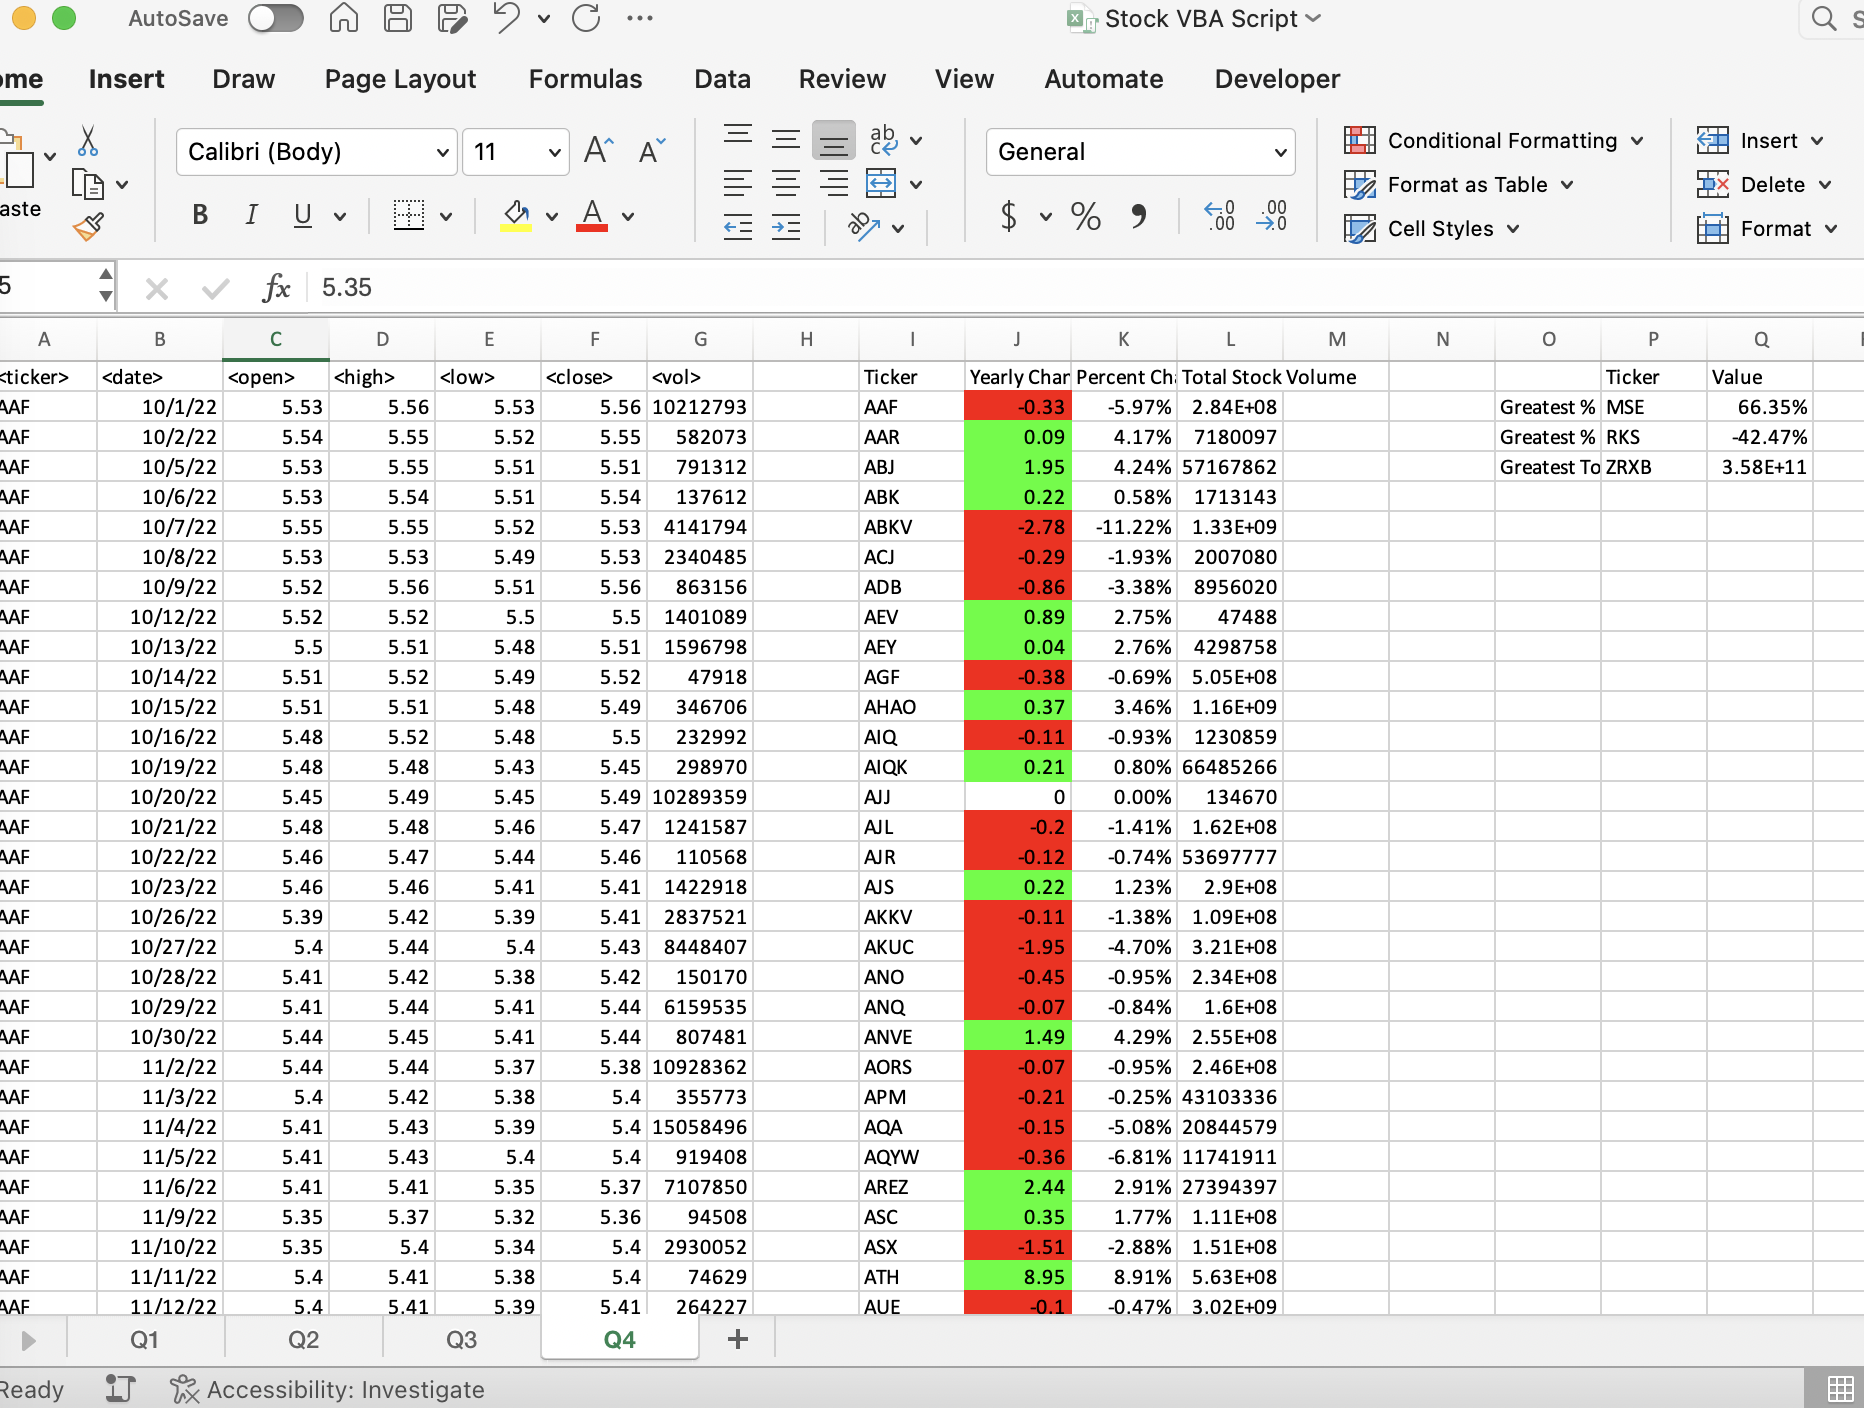 AutoSave Stock VBA Script
ome Insert Draw Page Layout Formulas Data Review View Automate Developer
Calibri (Body) 11 General Conditional Formatting Insert
aste Format as Table Delete
B I U A $ % Cell Styles Format
5 fx 5.35
A B C D E F G H I J K L M N O P Q
<ticker> <date> <open> <high> <low> <close> <vol> Ticker Yearly Char Percent Ch Total Stock Volume Ticker Value
AAF 10/1/22 5.53 5.56 5.53 5.56 10212793 AAF -0.33 -5.97% 2.84E+08 Greatest % MSE 66.35%
AAF 10/2/22 5.54 5.55 5.52 5.55 582073 AAR 0.09 4.17% 7180097 Greatest % RKS -42.47%
AAF 10/5/22 5.53 5.55 5.51 5.51 791312 ABJ 1.95 4.24% 57167862 Greatest To ZRXB 3.58E+11
AAF 10/6/22 5.53 5.54 5.51 5.54 137612 ABK 0.22 0.58% 1713143
AAF 10/7/22 5.55 5.55 5.52 5.53 4141794 ABKV -2.78 -11.22% 1.33E+09
AAF 10/8/22 5.53 5.53 5.49 5.53 2340485 ACJ -0.29 -1.93% 2007080
AAF 10/9/22 5.52 5.56 5.51 5.56 863156 ADB -0.86 -3.38% 8956020
AAF 10/12/22 5.52 5.52 5.5 5.5 1401089 AEV 0.89 2.75% 47488
AAF 10/13/22 5.5 5.51 5.48 5.51 1596798 AEY 0.04 2.76% 4298758
AAF 10/14/22 5.51 5.52 5.49 5.52 47918 AGF -0.38 -0.69% 5.05E+08
AAF 10/15/22 5.51 5.51 5.48 5.49 346706 AHAO 0.37 3.46% 1.16E+09
AAF 10/16/22 5.48 5.52 5.48 5.5 232992 AIQ -0.11 -0.93% 1230859
AAF 10/19/22 5.48 5.48 5.43 5.45 298970 AIQK 0.21 0.80% 66485266
AAF 10/20/22 5.45 5.49 5.45 5.49 10289359 AJJ 0 0.00% 134670
AAF 10/21/22 5.48 5.48 5.46 5.47 1241587 AJL -0.2 -1.41% 1.62E+08
AAF 10/22/22 5.46 5.47 5.44 5.46 110568 AJR -0.12 -0.74% 53697777
AAF 10/23/22 5.46 5.46 5.41 5.41 1422918 AJS 0.22 1.23% 2.9E+08
AAF 10/26/22 5.39 5.42 5.39 5.41 2837521 AKKV -0.11 -1.38% 1.09E+08
AAF 10/27/22 5.4 5.44 5.4 5.43 8448407 AKUC -1.95 -4.70% 3.21E+08
AAF 10/28/22 5.41 5.42 5.38 5.42 150170 ANO -0.45 -0.95% 2.34E+08
AAF 10/29/22 5.41 5.44 5.41 5.44 6159535 ANQ -0.07 -0.84% 1.6E+08
AAF 10/30/22 5.44 5.45 5.41 5.44 807481 ANVE 1.49 4.29% 2.55E+08
AAF 11/2/22 5.44 5.44 5.37 5.38 10928362 AORS -0.07 -0.95% 2.46E+08
AAF 11/3/22 5.4 5.42 5.38 5.4 355773 APM -0.21 -0.25% 43103336
AAF 11/4/22 5.41 5.43 5.39 5.4 15058496 AQA -0.15 -5.08% 20844579
AAF 11/5/22 5.41 5.43 5.4 5.4 919408 AQYW -0.36 -6.81% 11741911
AAF 11/6/22 5.41 5.41 5.35 5.37 7107850 AREZ 2.44 2.91% 27394397
AAF 11/9/22 5.35 5.37 5.32 5.36 94508 ASC 0.35 1.77% 1.11E+08
AAF 11/10/22 5.35 5.4 5.34 5.4 2930052 ASX -1.51 -2.88% 1.51E+08
AAF 11/11/22 5.4 5.41 5.38 5.4 74629 ATH 8.95 8.91% 5.63E+08
AAF 11/12/22 5.4 5.41 5.39 5.41 264227 AUE -0.1 -0.47% 3.02E+09
Q1 Q2 Q3 Q4
Ready Accessibility: Investigate